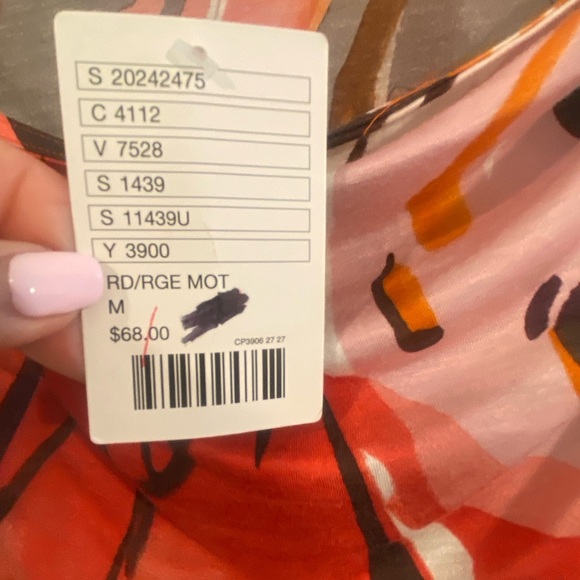 S 20242475
C 4112
V 7528
S 1439
S 11439U
Y 3900
RD/RGE MOT
M
$68.00
CP3906 27 27